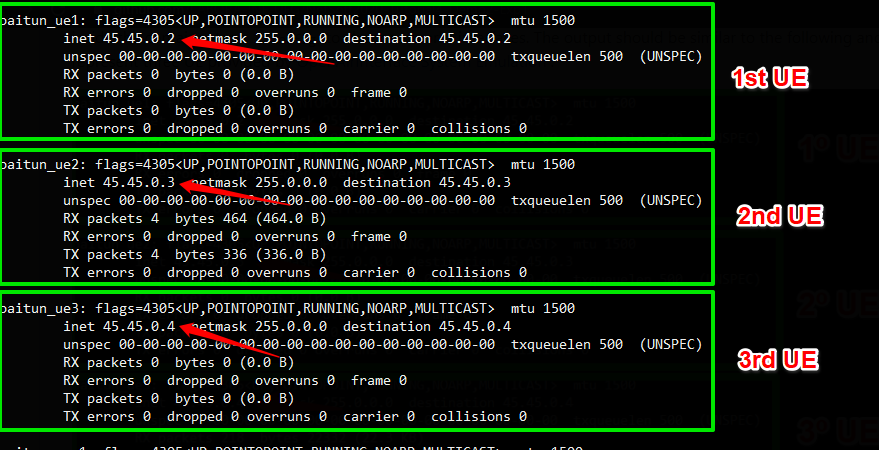 oaitun_ue1: flags=4305<UP,POINTOPOINT,RUNNING,NOARP,MULTICAST>  mtu 1500
inet 45.45.0.2  netmask 255.0.0.0  destination 45.45.0.2
unspec 00-00-00-00-00-00-00-00-00-00-00-00-00-00-00-00  txqueuelen 500  (UNSPEC)
RX packets 0  bytes 0 (0.0 B)
RX errors 0  dropped 0  overruns 0  frame 0
TX packets 0  bytes 0 (0.0 B)
TX errors 0  dropped 0 overruns 0  carrier 0  collisions 0
1st UE
oaitun_ue2: flags=4305<UP,POINTOPOINT,RUNNING,NOARP,MULTICAST>  mtu 1500
inet 45.45.0.3  netmask 255.0.0.0  destination 45.45.0.3
unspec 00-00-00-00-00-00-00-00-00-00-00-00-00-00-00-00  txqueuelen 500  (UNSPEC)
RX packets 4  bytes 464 (464.0 B)
RX errors 0  dropped 0  overruns 0  frame 0
TX packets 4  bytes 336 (336.0 B)
TX errors 0  dropped 0 overruns 0  carrier 0  collisions 0
2nd UE
oaitun_ue3: flags=4305<UP,POINTOPOINT,RUNNING,NOARP,MULTICAST>  mtu 1500
inet 45.45.0.4  netmask 255.0.0.0  destination 45.45.0.4
unspec 00-00-00-00-00-00-00-00-00-00-00-00-00-00-00-00  txqueuelen 500  (UNSPEC)
RX packets 0  bytes 0 (0.0 B)
RX errors 0  dropped 0  overruns 0  frame 0
TX packets 0  bytes 0 (0.0 B)
TX errors 0  dropped 0 overruns 0  carrier 0  collisions 0
3rd UE
1º UE
2º UE
3º UE